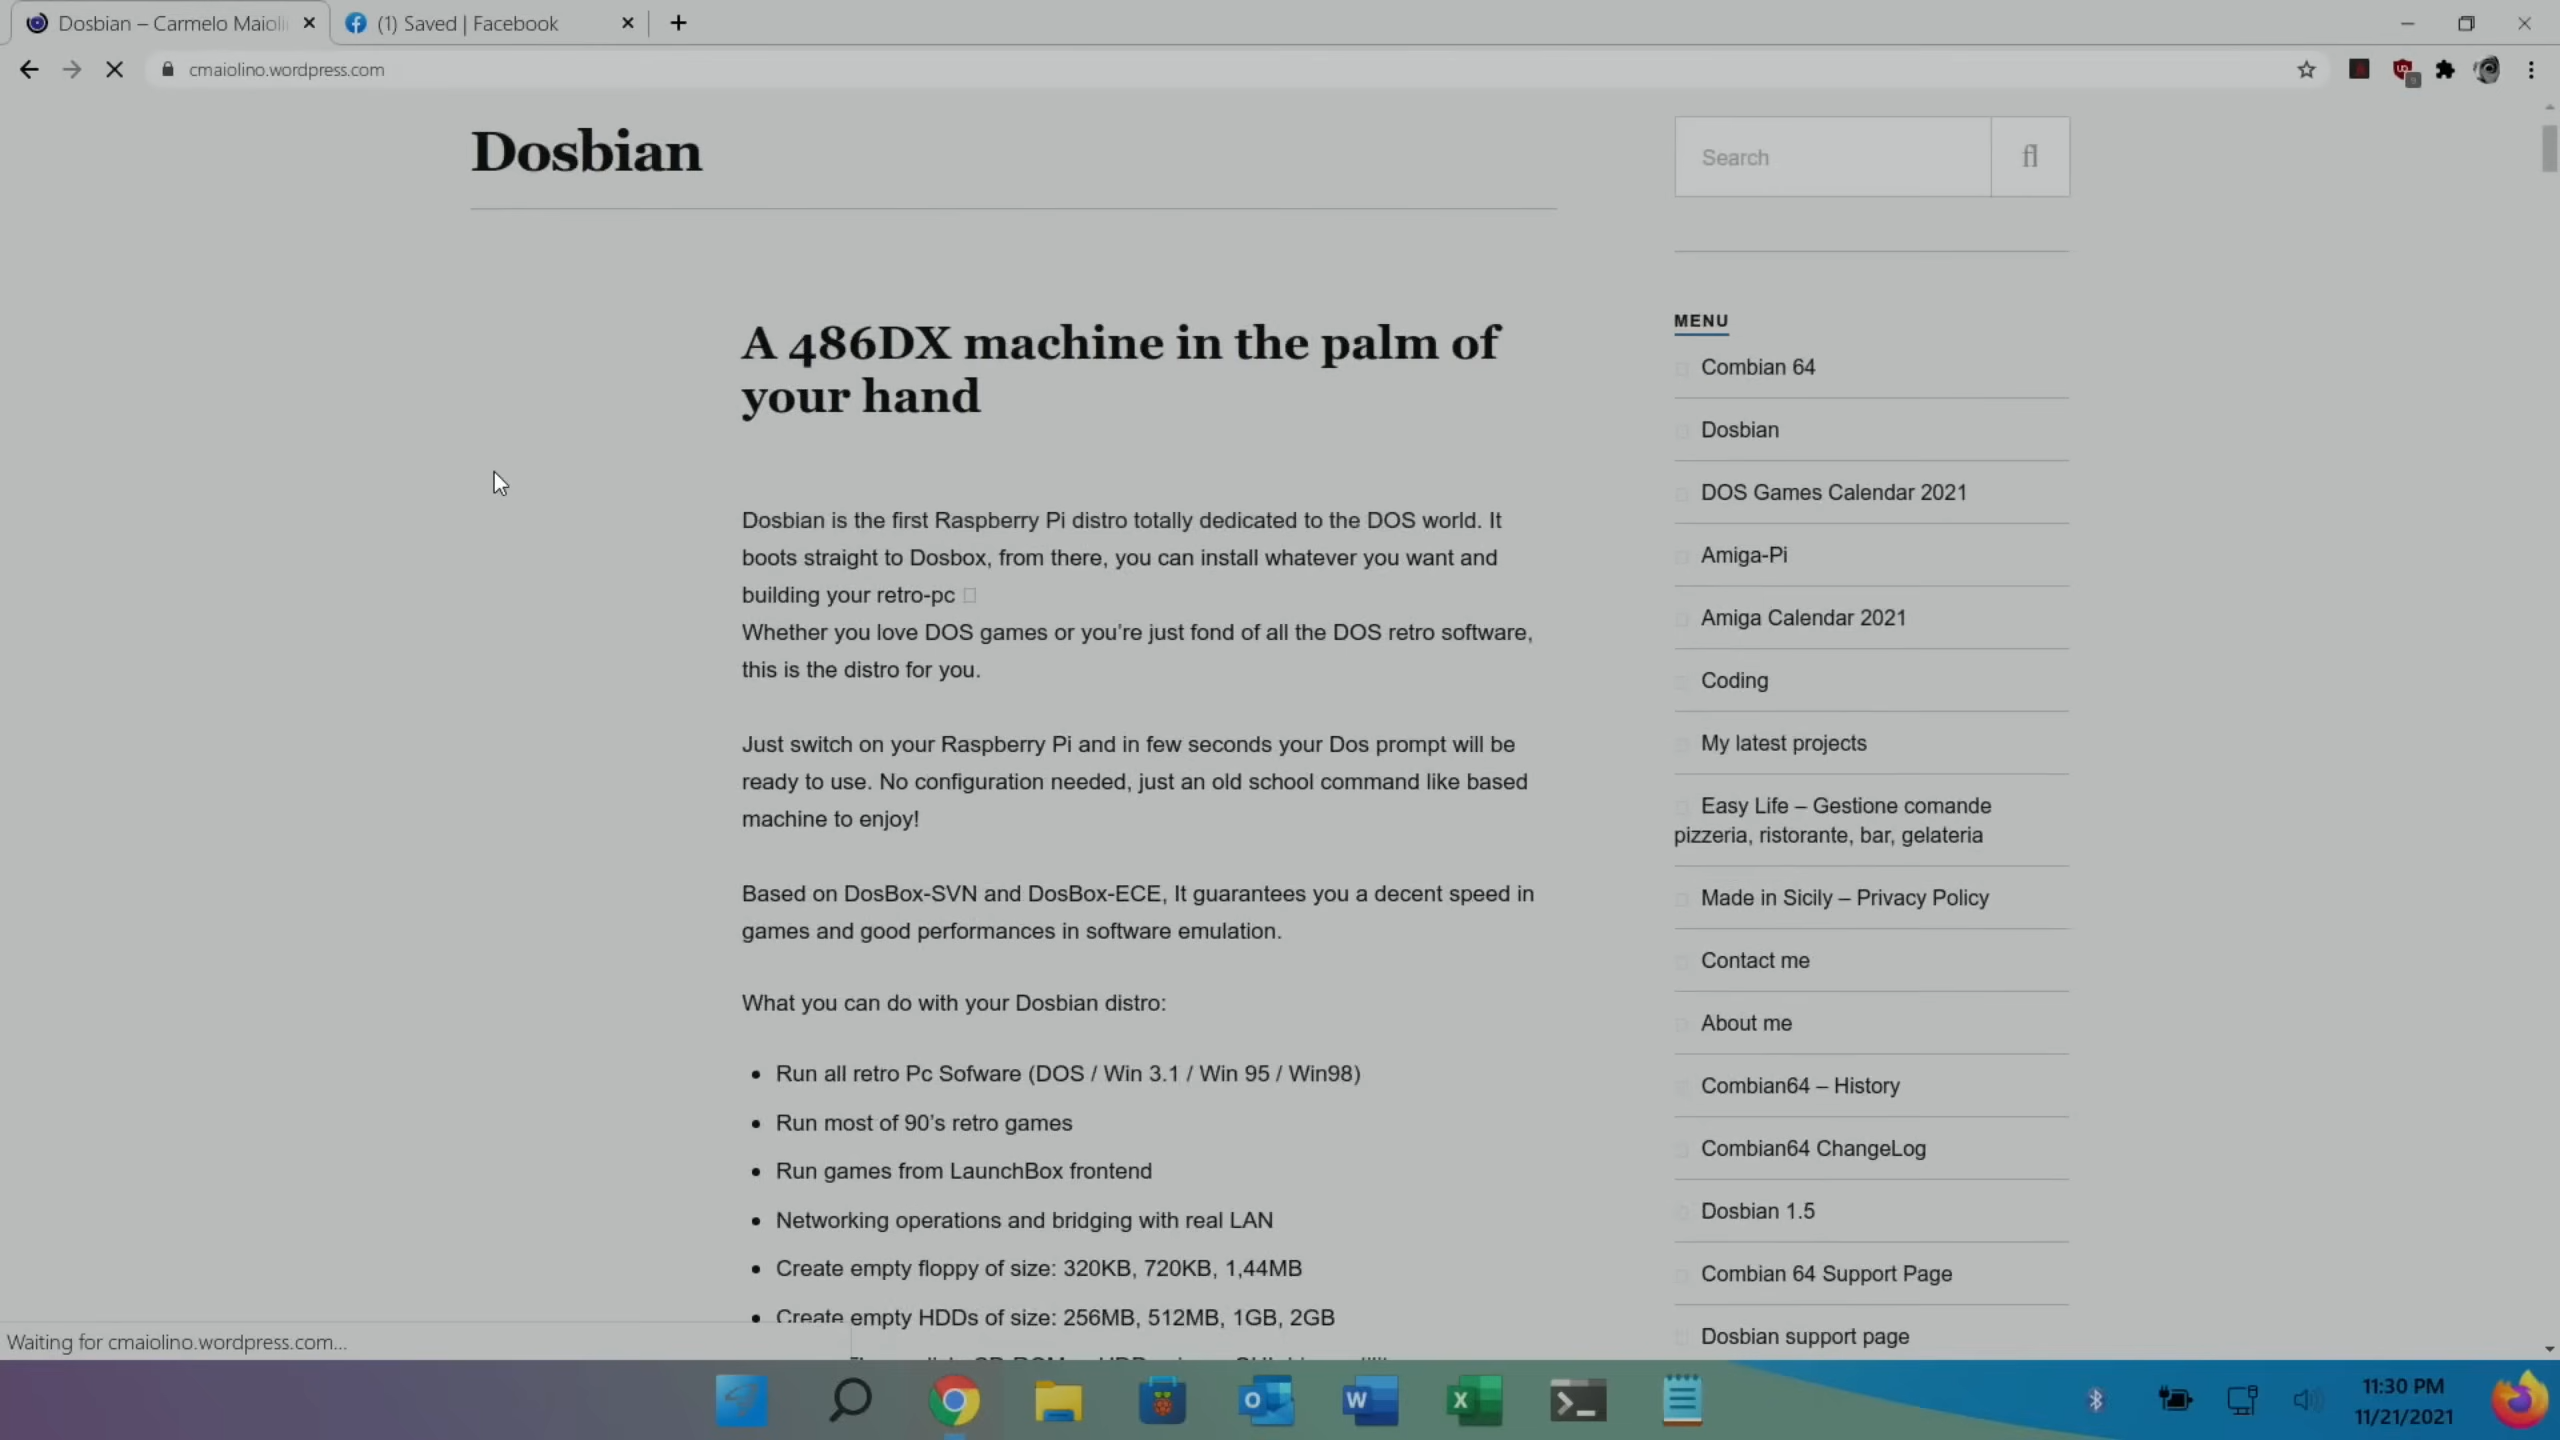 Dosbian – Carmelo Maioli
(1) Saved | Facebook
cmaiolino.wordpress.com
Dosbian
A 486DX machine in the palm of
your hand
Dosbian is the first Raspberry Pi distro totally dedicated to the DOS world. It
boots straight to Dosbox, from there, you can install whatever you want and
building your retro-pc
Whether you love DOS games or you’re just fond of all the DOS retro software,
this is the distro for you.
Just switch on your Raspberry Pi and in few seconds your Dos prompt will be
ready to use. No configuration needed, just an old school command like based
machine to enjoy!
Based on DosBox-SVN and DosBox-ECE, It guarantees you a decent speed in
games and good performances in software emulation.
What you can do with your Dosbian distro:
• Run all retro Pc Sofware (DOS / Win 3.1 / Win 95 / Win98)
• Run most of 90’s retro games
• Run games from LaunchBox frontend
• Networking operations and bridging with real LAN
• Create empty floppy of size: 320KB, 720KB, 1,44MB
• Create empty HDDs of size: 256MB, 512MB, 1GB, 2GB
Search
MENU
Combian 64
Dosbian
DOS Games Calendar 2021
Amiga-Pi
Amiga Calendar 2021
Coding
My latest projects
Easy Life – Gestione comande
pizzeria, ristorante, bar, gelateria
Made in Sicily – Privacy Policy
Contact me
About me
Combian64 – History
Combian64 ChangeLog
Dosbian 1.5
Combian 64 Support Page
Dosbian support page
Waiting for cmaiolino.wordpress.com...
11:30 PM
11/21/2021